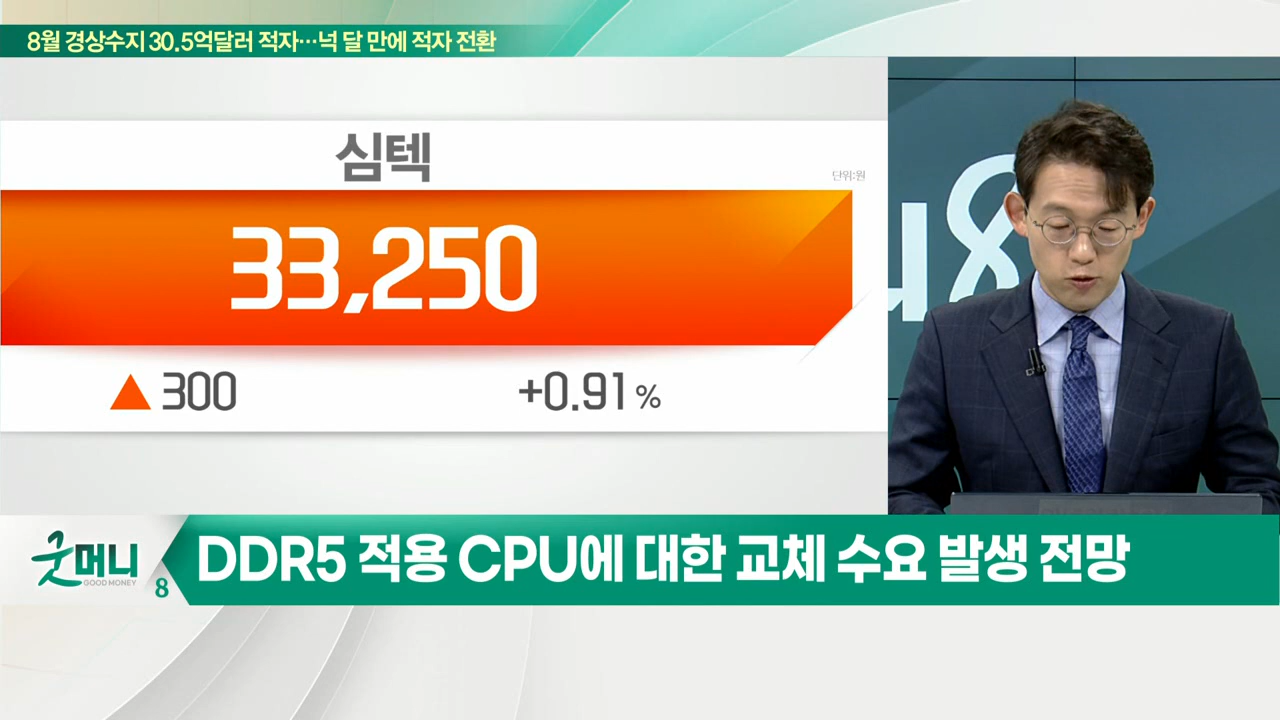 8월 경상수지 30.5억달러 적자…넉 달 만에 적자 전환
심텍
단위:원
33,250
▲ 300 +0.91 %
굿머니
GOOD MONEY
8
DDR5 적용 CPU에 대한 교체 수요 발생 전망